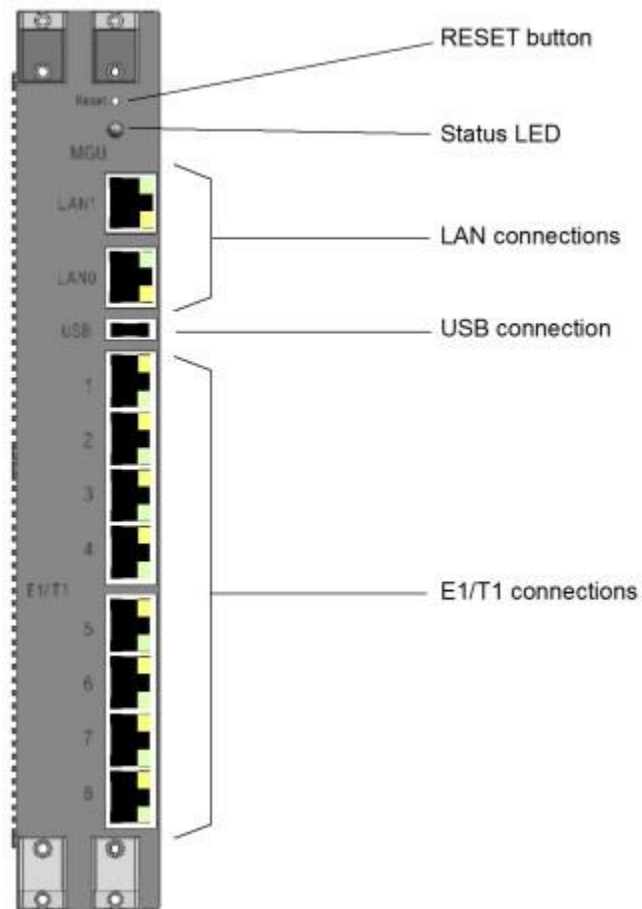 RESET button
Reset
Status LED
MGU
LAN1
LAN connections
LAN0
USB
USB connection
1
2
3
4
E1/T1
E1/T1 connections
5
6
7
8